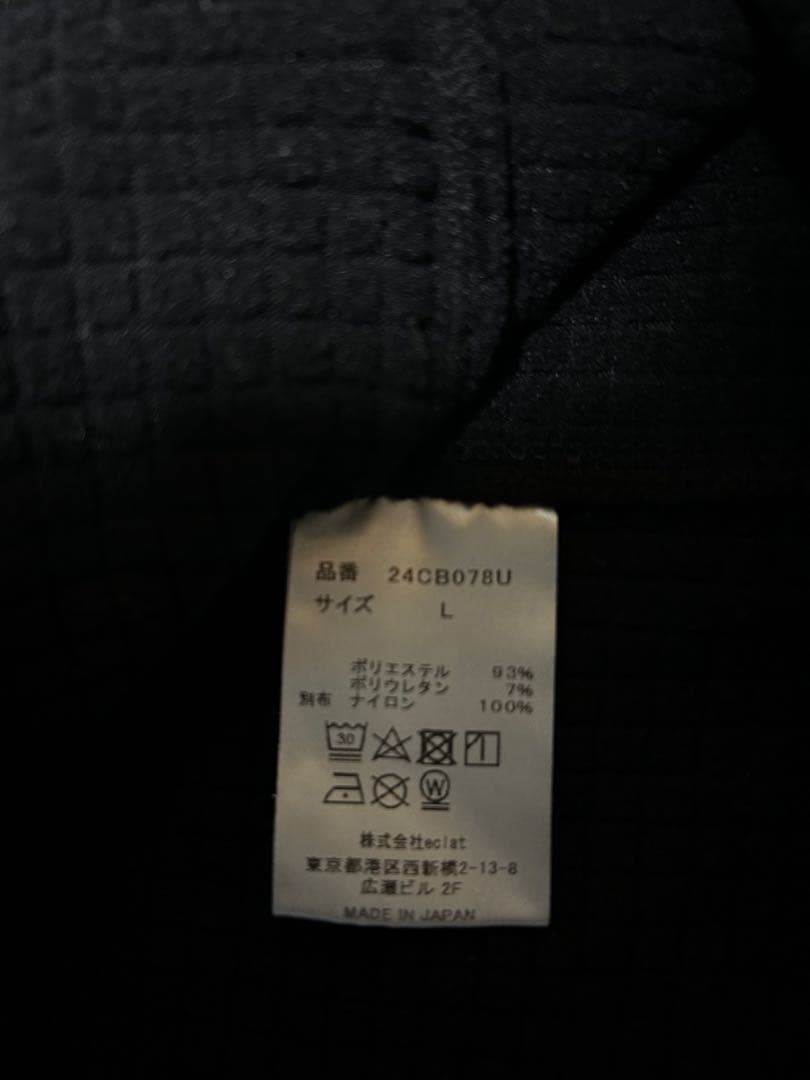 品番 24CB078U
サイズ L
ポリエステル 93%
ポリウレタン 7%
別布 ナイロン 100%
30
W
株式会社eclat
東京都港区西新橋2-13-8
広瀬ビル 2F
MADE IN JAPAN